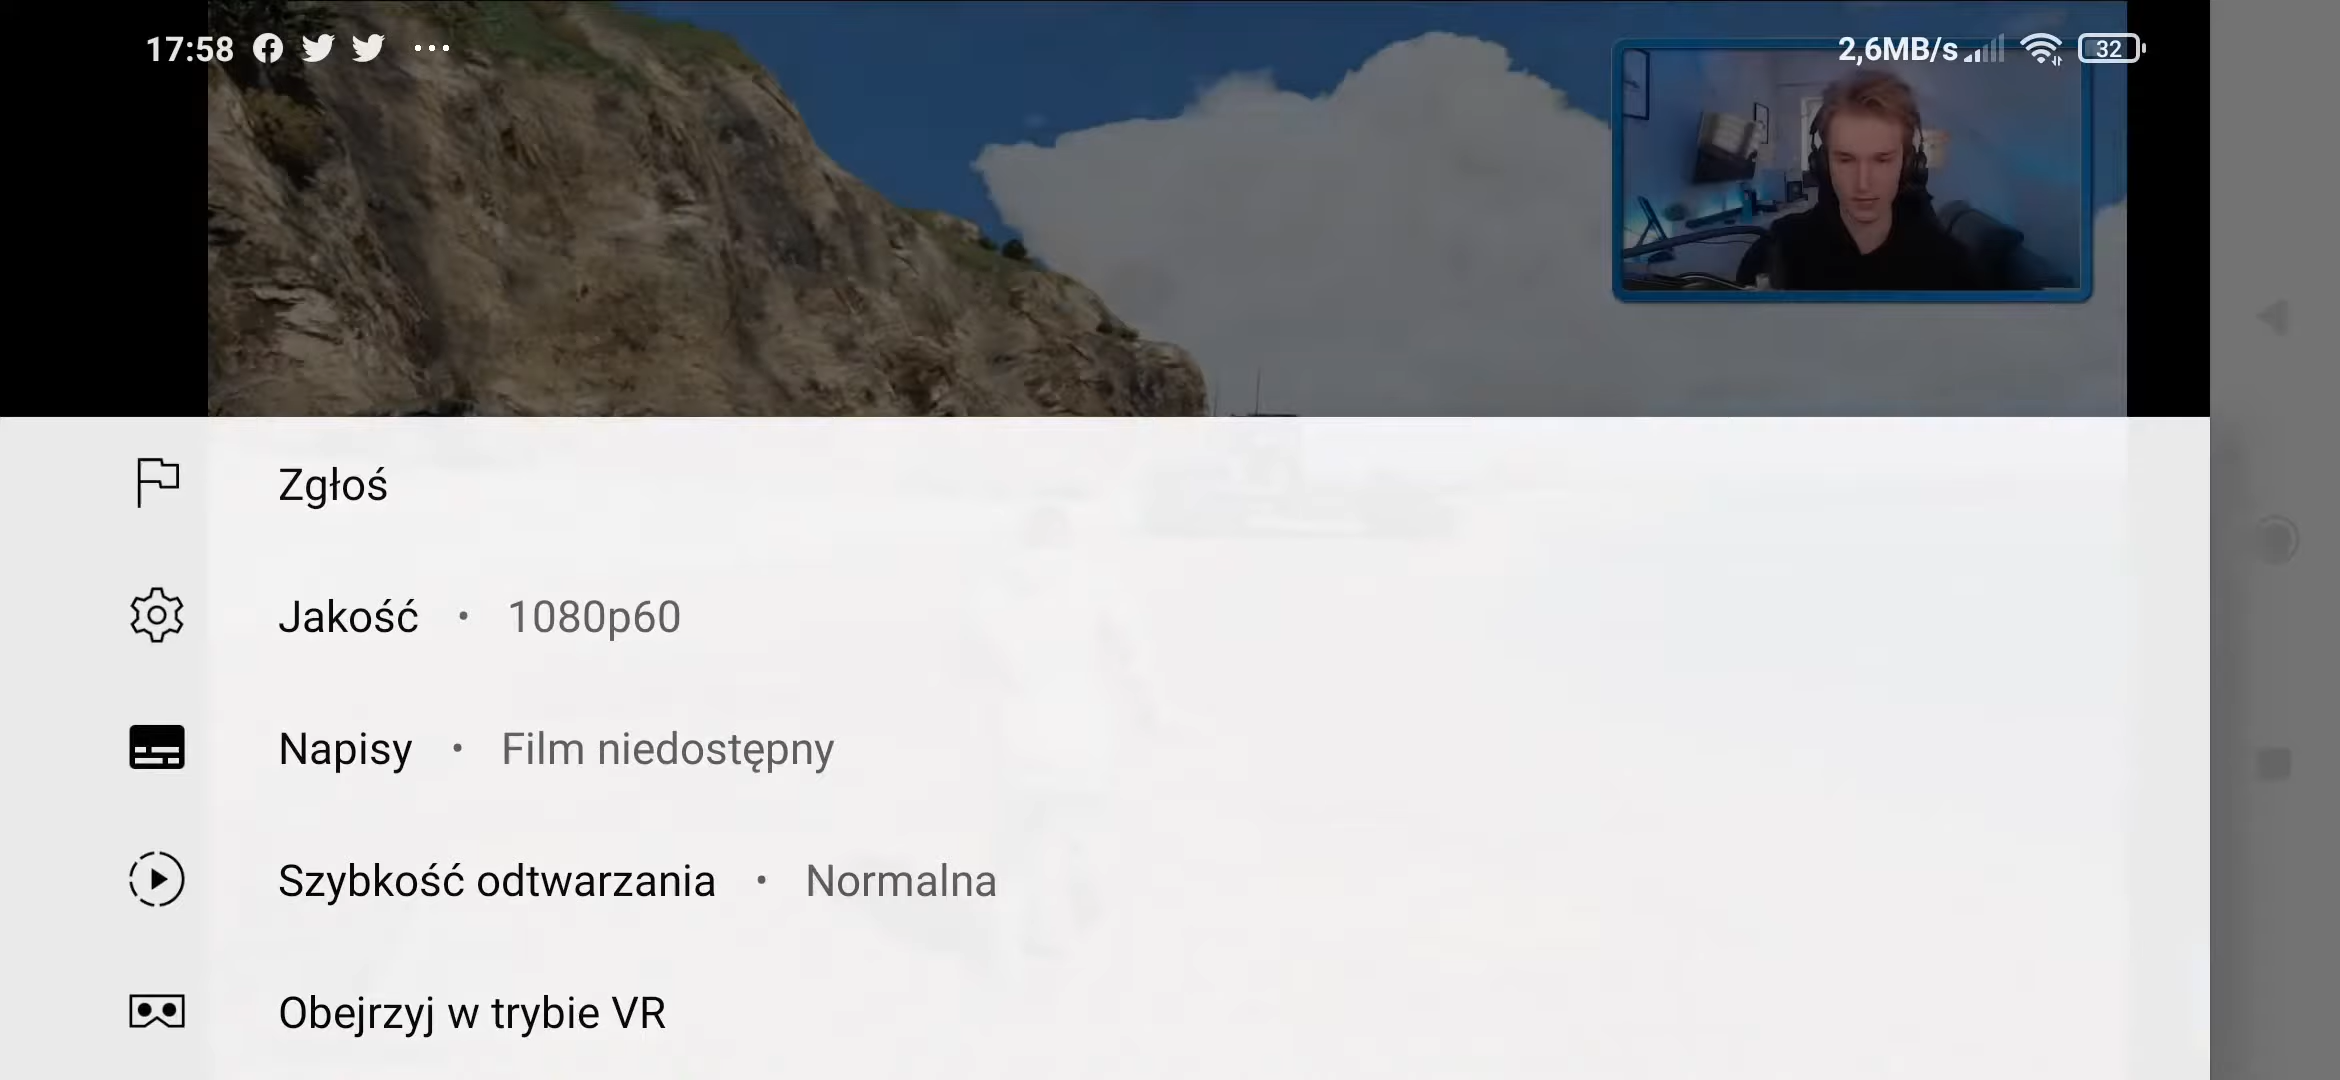 17:58 2,6MB/s 32
Zgłoś
Jakość • 1080p60
Napisy • Film niedostępny
Szybkość odtwarzania • Normalna
Obejrzyj w trybie VR